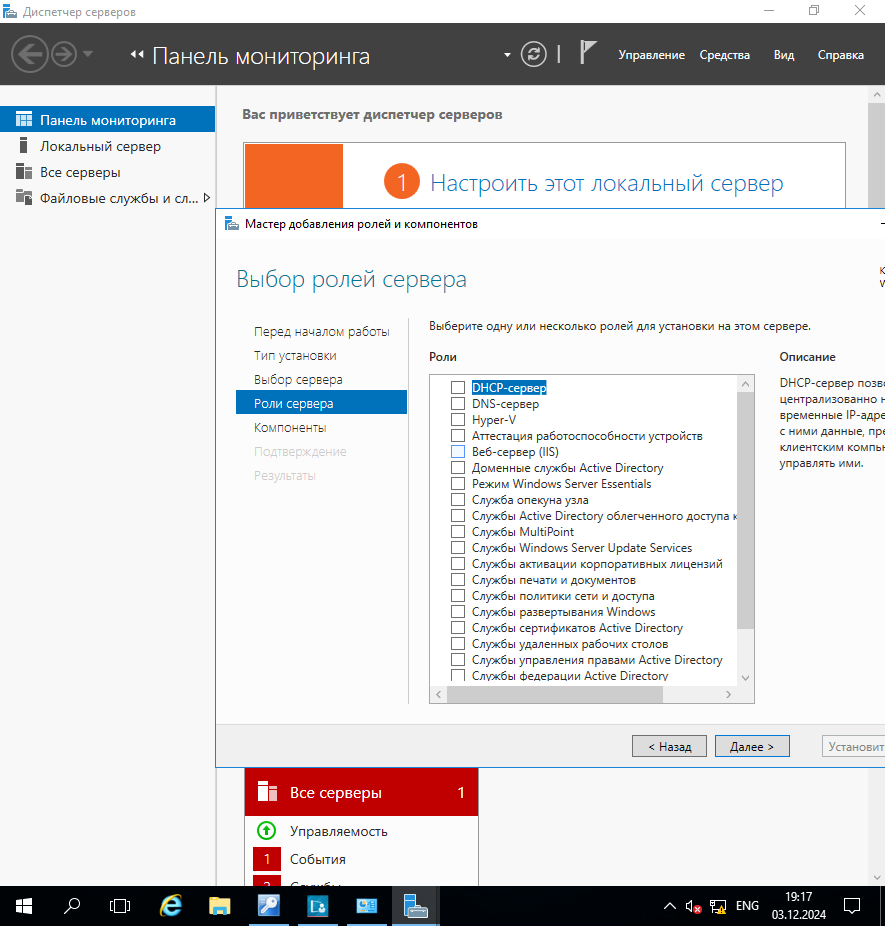 Диспетчер серверов
Панель мониторинга
Управление Средства Вид Справка
Панель мониторинга
Локальный сервер
Все серверы
Файловые службы и сл...
Вас приветствует диспетчер серверов
1 Настроить этот локальный сервер
Мастер добавления ролей и компонентов
Выбор ролей сервера
Перед началом работы
Тип установки
Выбор сервера
Роли сервера
Компоненты
Подтверждение
Результаты
Выберите одну или несколько ролей для установки на этом сервере.
Роли
DHCP-сервер
DNS-сервер
Hyper-V
Аттестация работоспособности устройств
Веб-сервер (IIS)
Доменные службы Active Directory
Режим Windows Server Essentials
Служба опекуна узла
Службы Active Directory облегченного доступа к
Службы MultiPoint
Службы Windows Server Update Services
Службы активации корпоративных лицензий
Службы печати и документов
Службы политики сети и доступа
Службы развертывания Windows
Службы сертификатов Active Directory
Службы удаленных рабочих столов
Службы управления правами Active Directory
Службы федерации Active Directory
Описание
DHCP-сервер позво
централизованно н
временные IP-адре
с ними данные, пре
клиентским компью
управлять ими.
< Назад Далее > Установит
Все серверы 1
Управляемость
1 События
ENG
19:17
03.12.2024